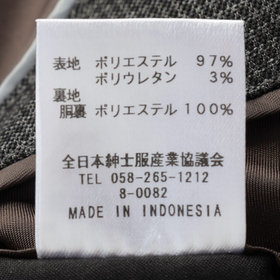 表地 ポリエステル 97%
ポリウレタン 3%
裏地
胴裏 ポリエステル 100%
全日本紳士服産業協議会
TEL 058-265-1212
8-0082
MADE IN INDONESIA